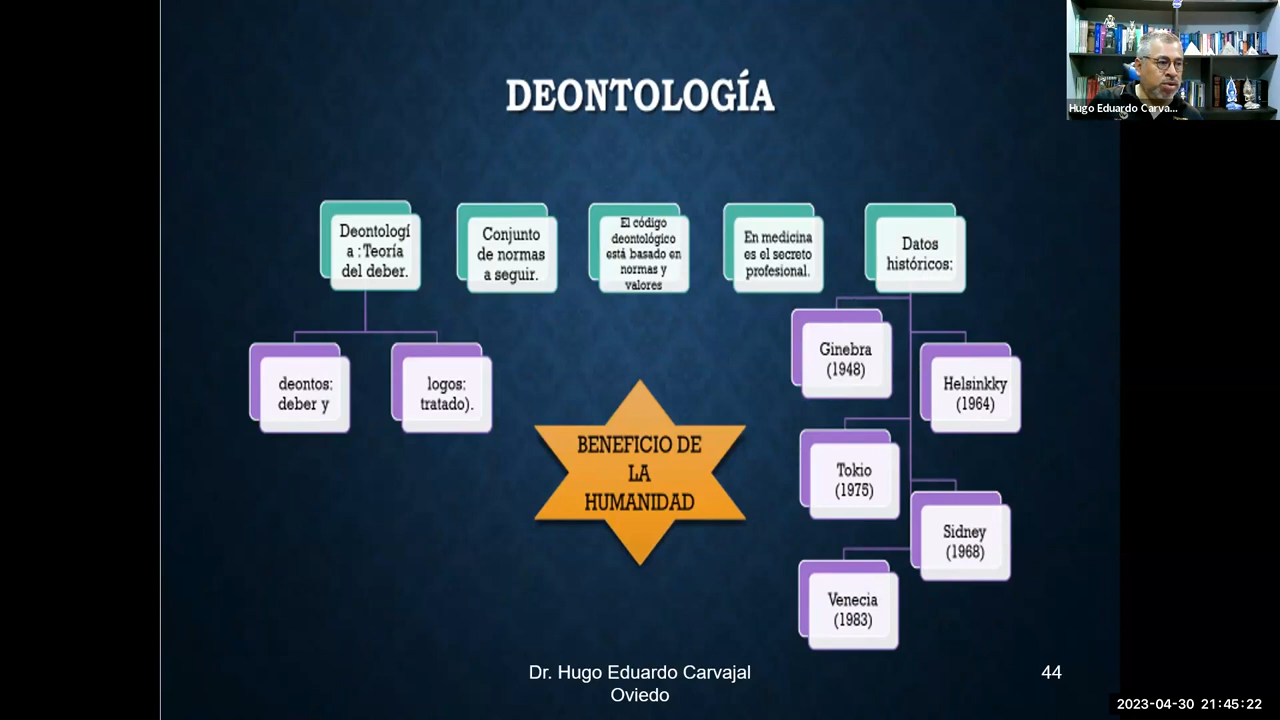 DEONTOLOGÍA
Hugo Eduardo Carva...
Deontologí
a : Teoría
del deber.
Conjunto
de normas
a seguir.
El código
deontológico
está basado en
normas y
valores
En medicina
es el secreto
profesional.
Datos
históricos:
deontos:
deber y
logos:
tratado).
Ginebra
(1948)
Helsinkky
(1964)
Tokio
(1975)
Sidney
(1968)
Venecia
(1983)
BENEFICIO DE
LA
HUMANIDAD
Dr. Hugo Eduardo Carvajal
Oviedo
44
2023-04-30 21:45:22